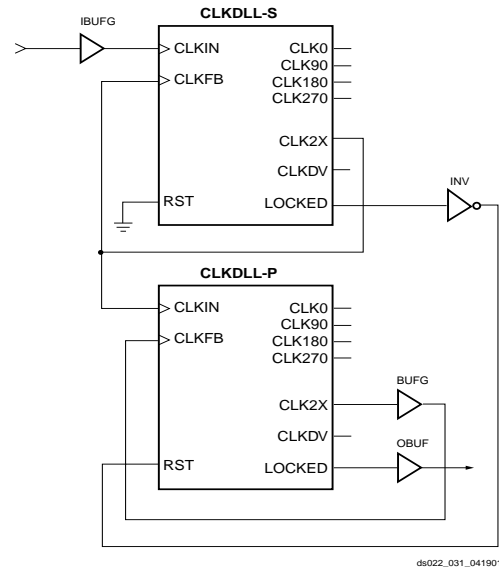 CLKDLL-S
IBUFG
CLKIN
CLKFB
RST
CLK0
CLK90
CLK180
CLK270
CLK2X
CLKDV
LOCKED
INV
CLKDLL-P
CLKIN
CLKFB
RST
CLK0
CLK90
CLK180
CLK270
CLK2X
CLKDV
LOCKED
BUFG
OBUF
ds022_031_041901